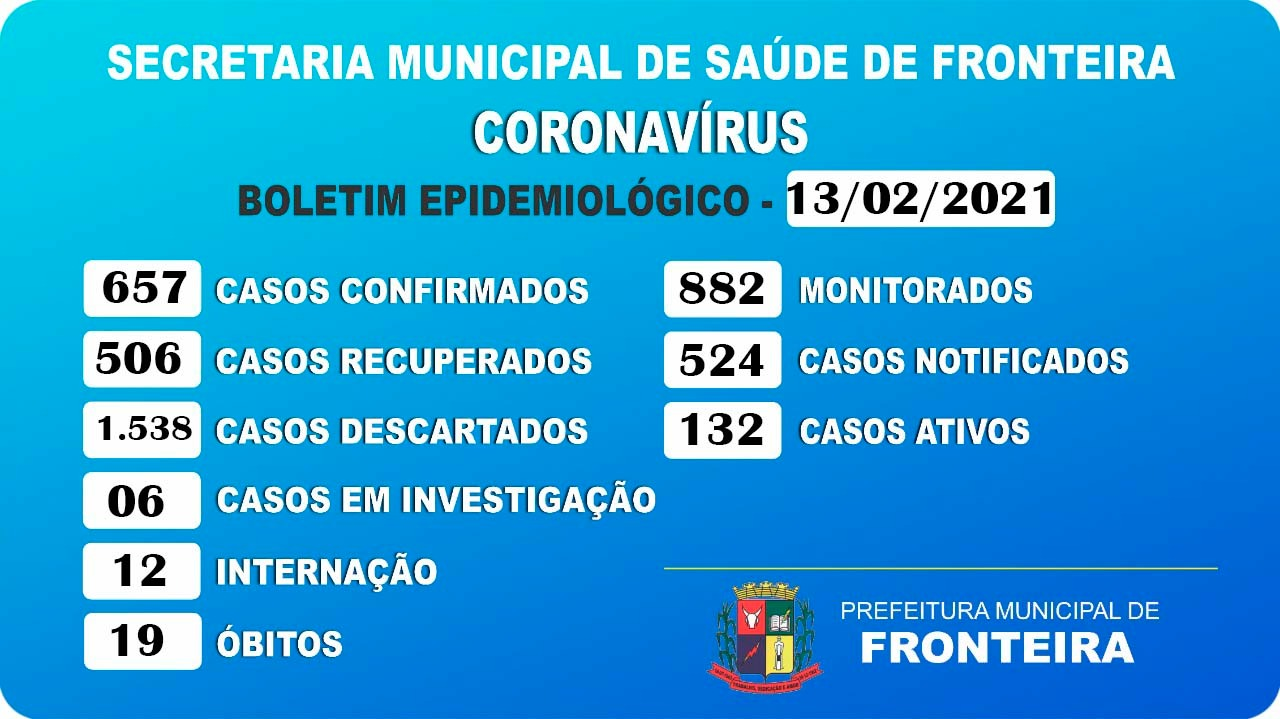 SECRETARIA MUNICIPAL DE SAÚDE DE FRONTEIRA
CORONAVÍRUS
BOLETIM EPIDEMIOLÓGICO - 13/02/2021
657 CASOS CONFIRMADOS
506 CASOS RECUPERADOS
1.538 CASOS DESCARTADOS
06 CASOS EM INVESTIGAÇÃO
12 INTERNAÇÃO
19 ÓBITOS
882 MONITORADOS
524 CASOS NOTIFICADOS
132 CASOS ATIVOS
PREFEITURA MUNICIPAL DE
FRONTEIRA